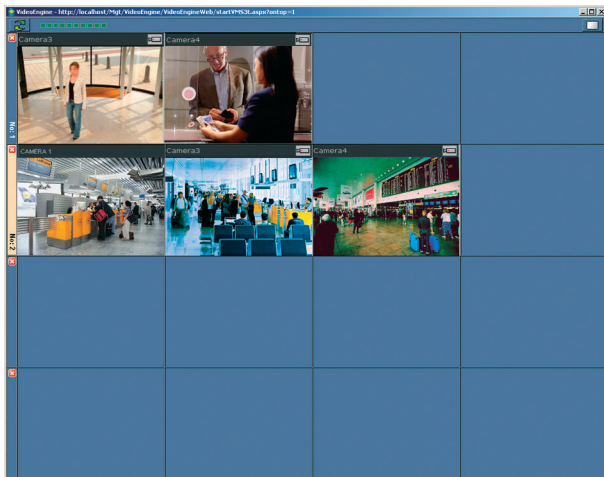 VideoEngine - http://localhost/Mgt/VideoEngine/VideoEngineWeb/startVMS3t.aspx?ontop=1
Camera3
Camera4
No: 1
CAMERA 1
Camera3
Camera4
No: 2